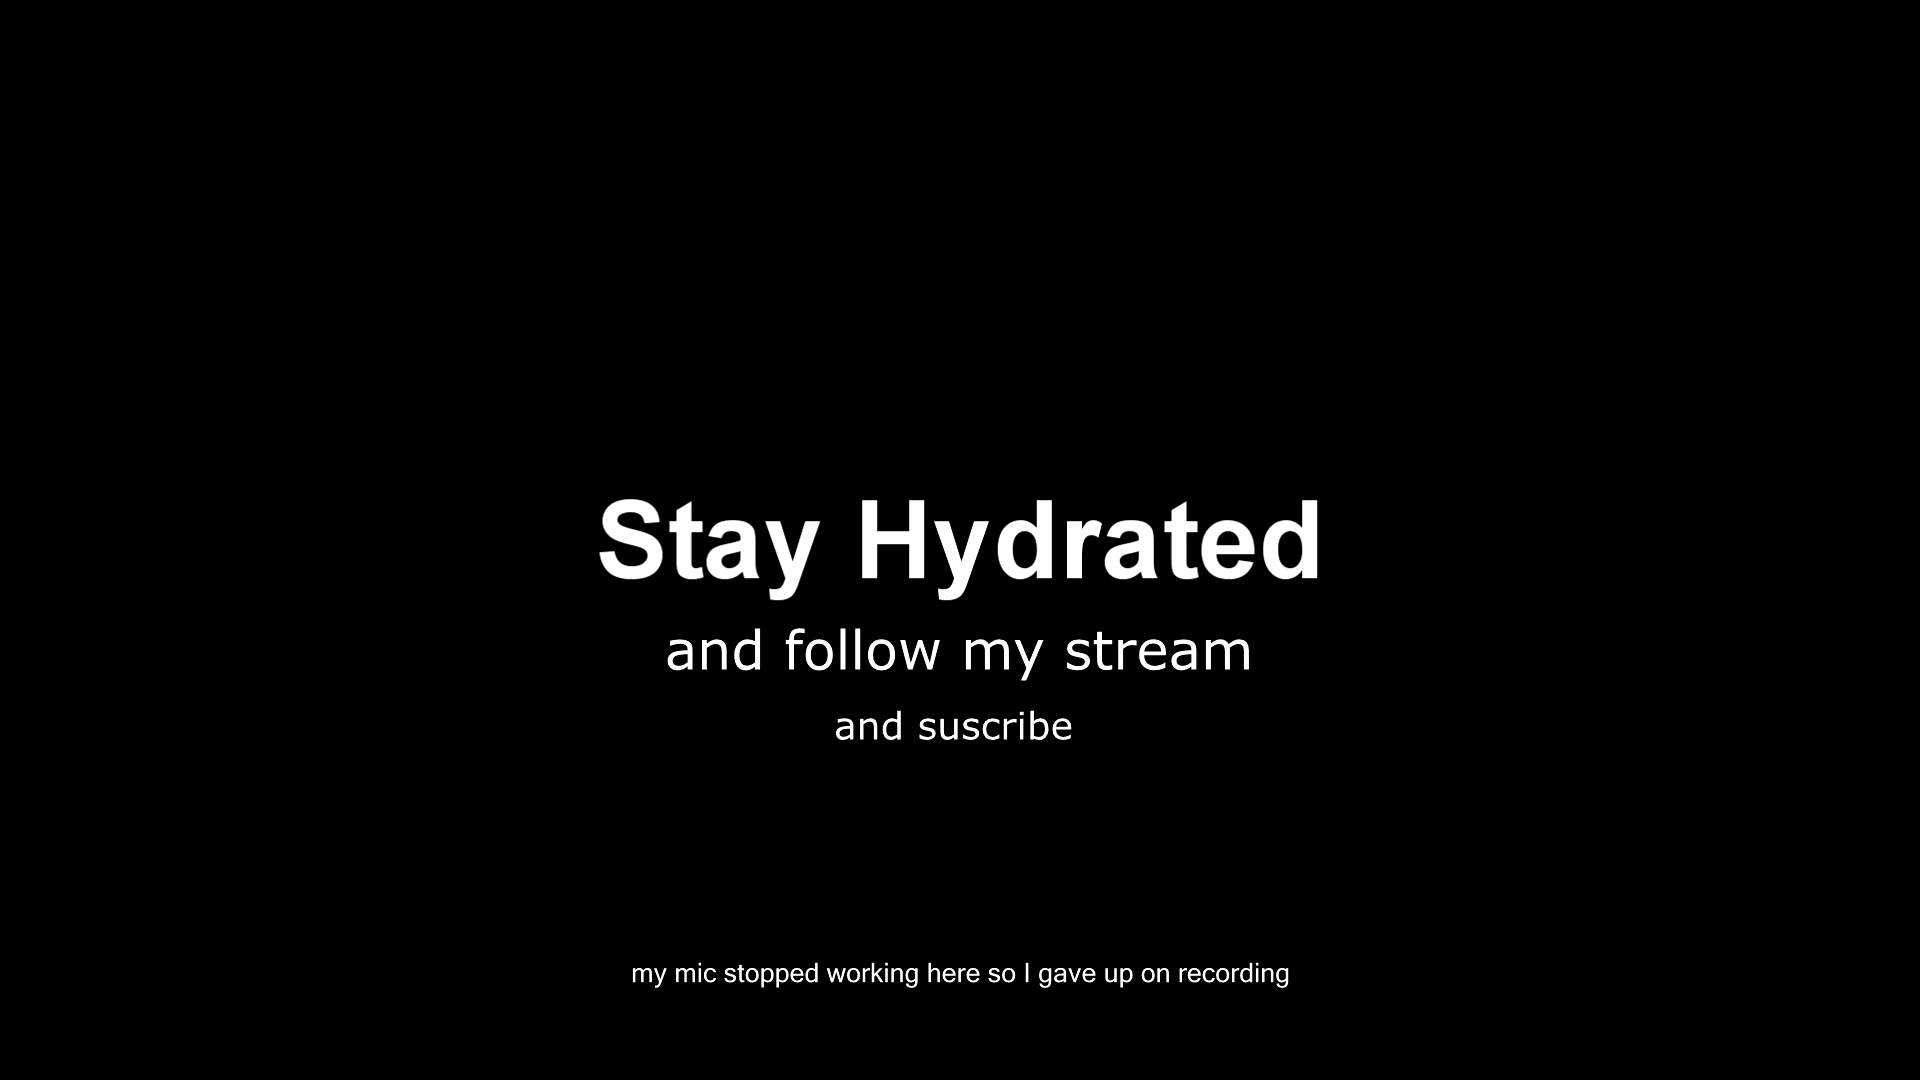 Stay Hydrated
and follow my stream
and suscribe
my mic stopped working here so I gave up on recording